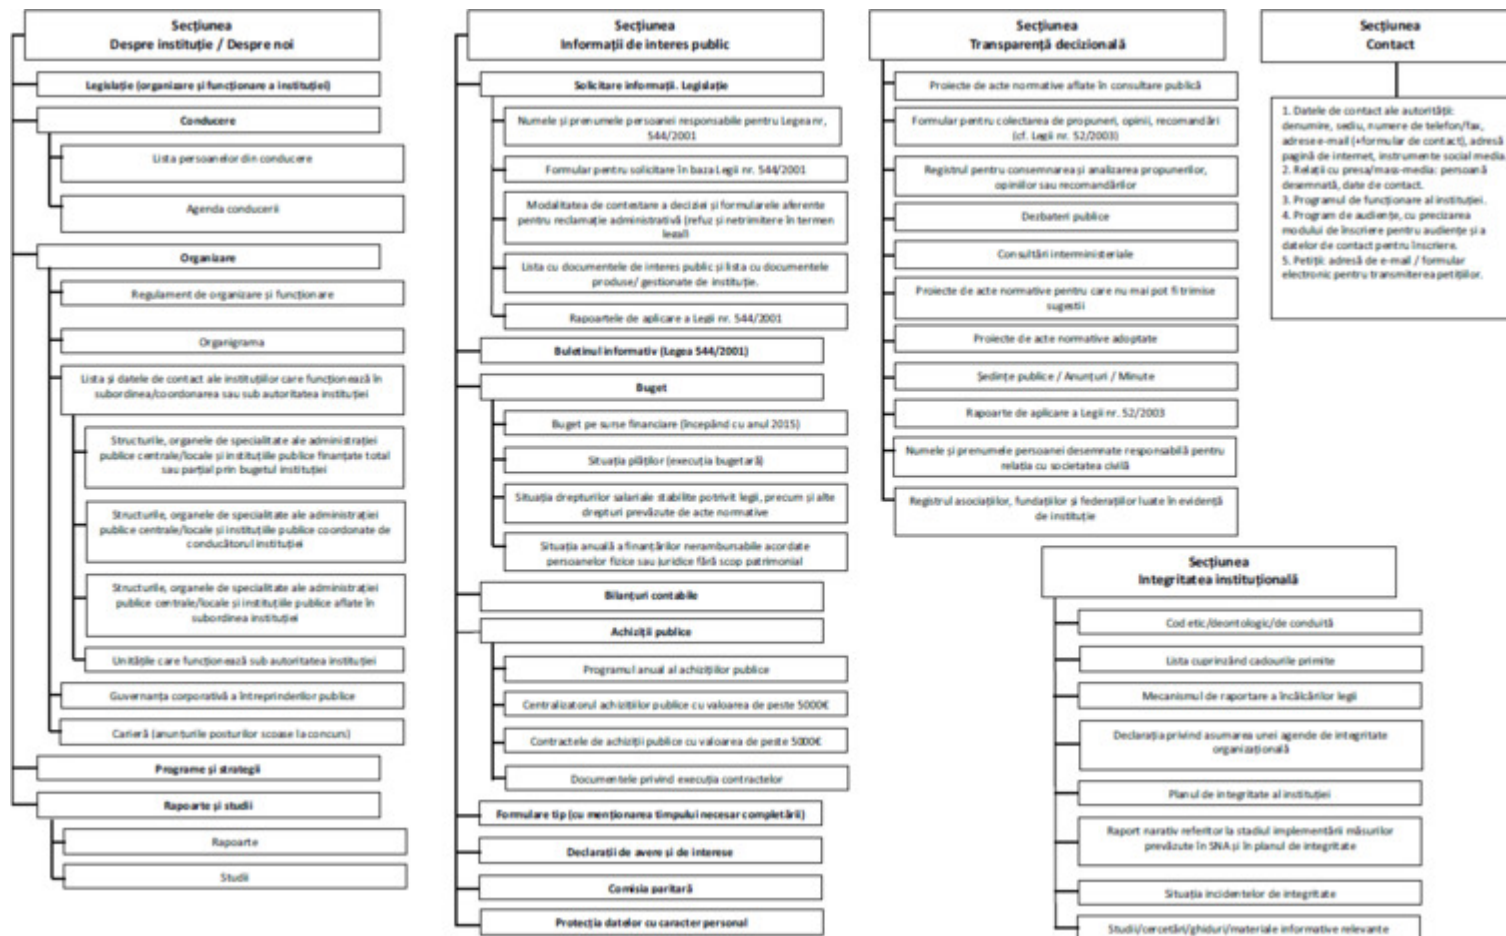 Secțiunea
Despre instituție / Despre noi
Legislație (organizare și funcționare a instituției)
Conducere
Lista persoanelor din conducere
Agenda conducerii
Organizare
Regulament de organizare și funcționare
Organigrama
Lista și datele de contact ale instituțiilor care funcționează în
subordinea/coordonarea sau sub autoritatea instituției
Structurile, organele de specialitate ale administrației
publice centrale/locale și instituțiile publice finanțate total
sau parțial prin bugetul instituției
Structurile, organele de specialitate ale administrației
publice centrale/locale și instituțiile publice coordonate de
conducătorul instituției
Structurile, organele de specialitate ale administrației
publice centrale/locale și instituțiile publice aflate în
subordinea instituției
Unitățile care funcționează sub autoritatea instituției
Guvernanța corporativă a întreprinderilor publice
Carieră (anunțurile posturilor scoase la concurs)
Programe și strategii
Rapoarte și studii
Rapoarte
Studii
Secțiunea
Informații de interes public
Solicitare informații. Legislație
Numele și prenumele persoanei responsabile pentru Legea nr,
544/2001
Formular pentru solicitare în baza Legii nr. 544/2001
Modalitatea de contestare a deciziei și formularele aferente
pentru reclamație administrativă (refuz și netrimitere în termen
legal)
Lista cu documentele de interes public și lista cu documentele
produse/ gestionate de instituție.
Rapoartele de aplicare a Legii nr. 544/2001
Buletinul informativ (Legea 544/2001)
Buget
Buget pe surse financiare (începând cu anul 2015)
Situația plăților (execuția bugetară)
Situația drepturilor salariale stabilite potrivit legii, precum și alte
drepturi prevăzute de acte normative
Situația anuală a finanțărilor nerambursabile acordate
persoanelor fizice sau juridice fără scop patrimonial
Bilanțuri contabile
Achiziții publice
Programul anual al achizițiilor publice
Centralizatorul achizițiilor publice cu valoarea de peste 5000€
Contractele de achiziții publice cu valoarea de peste 5000€
Documentele privind execuția contractelor
Formulare tip (cu menționarea timpului necesar completării)
Declarații de avere și de interese
Comisia paritară
Protecția datelor cu caracter personal
Secțiunea
Transparență decizională
Proiecte de acte normative aflate în consultare publică
Formular pentru colectarea de propuneri, opinii, recomandări
(cf. Legii nr. 52/2003)
Registrul pentru consemnarea și analizarea propunerilor,
opiniilor sau recomandărilor
Dezbateri publice
Consultări interministeriale
Proiecte de acte normative pentru care nu mai pot fi trimise
sugestii
Proiecte de acte normative adoptate
Ședințe publice / Anunțuri / Minute
Rapoarte de aplicare a Legii nr. 52/2003
Numele și prenumele persoanei desemnate responsabilă pentru
relația cu societatea civilă
Registrul asociațiilor, fundațiilor și federațiilor luate în evidență
de instituție
Secțiunea
Contact
1. Datele de contact ale autorității:
denumire, sediu, numere de telefon/fax,
adrese e-mail (+formular de contact), adresă
pagină de internet, instrumente social media.
2. Relații cu presa/mass-media: persoană
desemnată, date de contact.
3. Programul de funcționare al instituției.
4. Program de audiențe, cu precizarea
modului de înscriere pentru audiențe și a
datelor de contact pentru înscriere.
5. Petiții: adresă de e-mail / formular
electronic pentru transmiterea petițiilor.
Secțiunea
Integritatea instituțională
Cod etic/deontologic/de conduită
Lista cuprinzând cadourile primite
Mecanismul de raportare a încălcărilor legii
Declarația privind asumarea unei agende de integritate
organizațională
Planul de integritate al instituției
Raport narativ referitor la stadiul implementării măsurilor
prevăzute în SNA și în planul de integritate
Situația incidentelor de integritate
Studii/cercetări/ghiduri/materiale informative relevante